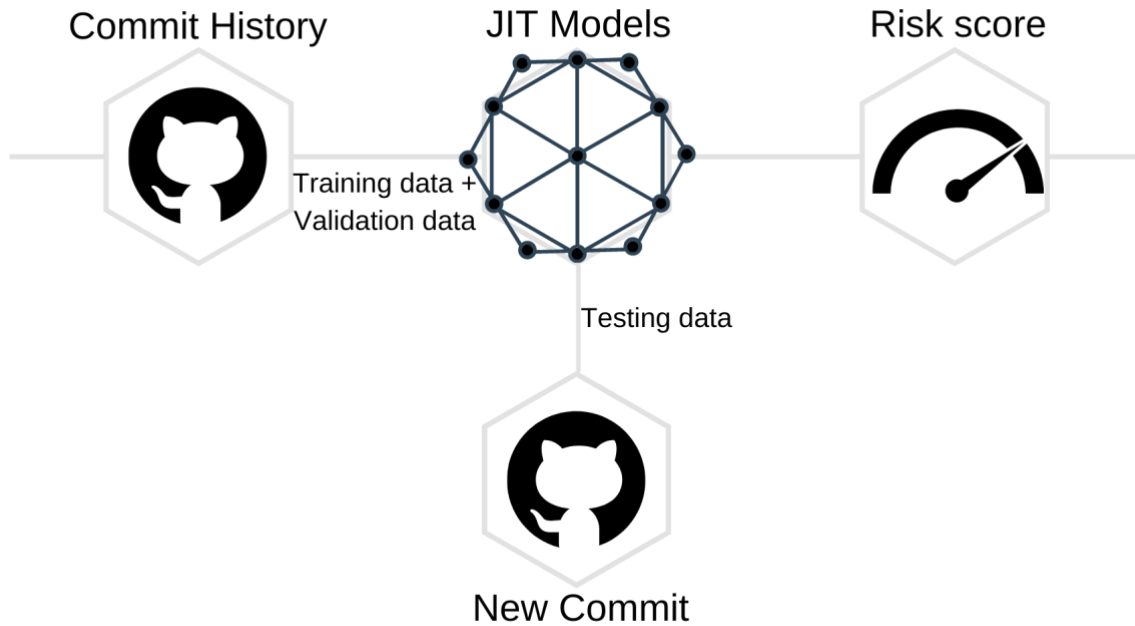 Commit History
JIT Models
Risk score
Training data +
Validation data
Testing data
New Commit